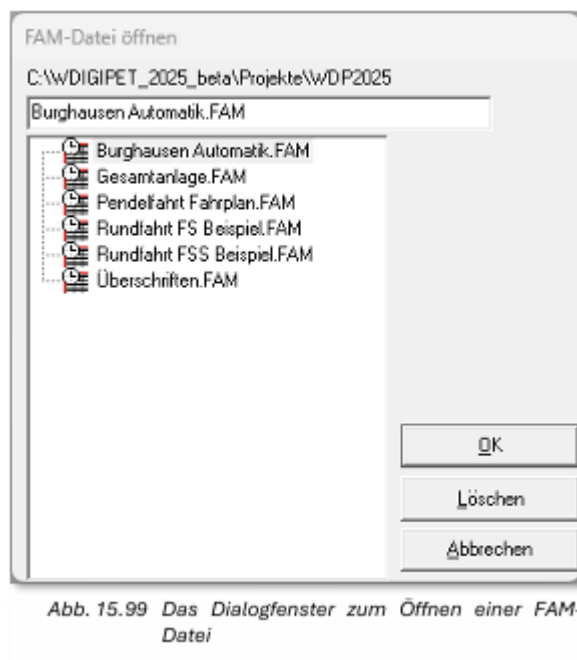 FAM-Datei öffnen
C:\WDIGIPET_2025_beta\Projekte\WDP2025
Burghausen Automatik.FAM
Burghausen Automatik.FAM
Gesamtanlage.FAM
Pendelfahrt Fahrplan.FAM
Rundfahrt FS Beispiel.FAM
Rundfahrt FSS Beispiel.FAM
Überschriften.FAM
OK
Löschen
Abbrechen
Abb. 15.99 Das Dialogfenster zum Öffnen einer FAM-
Datei